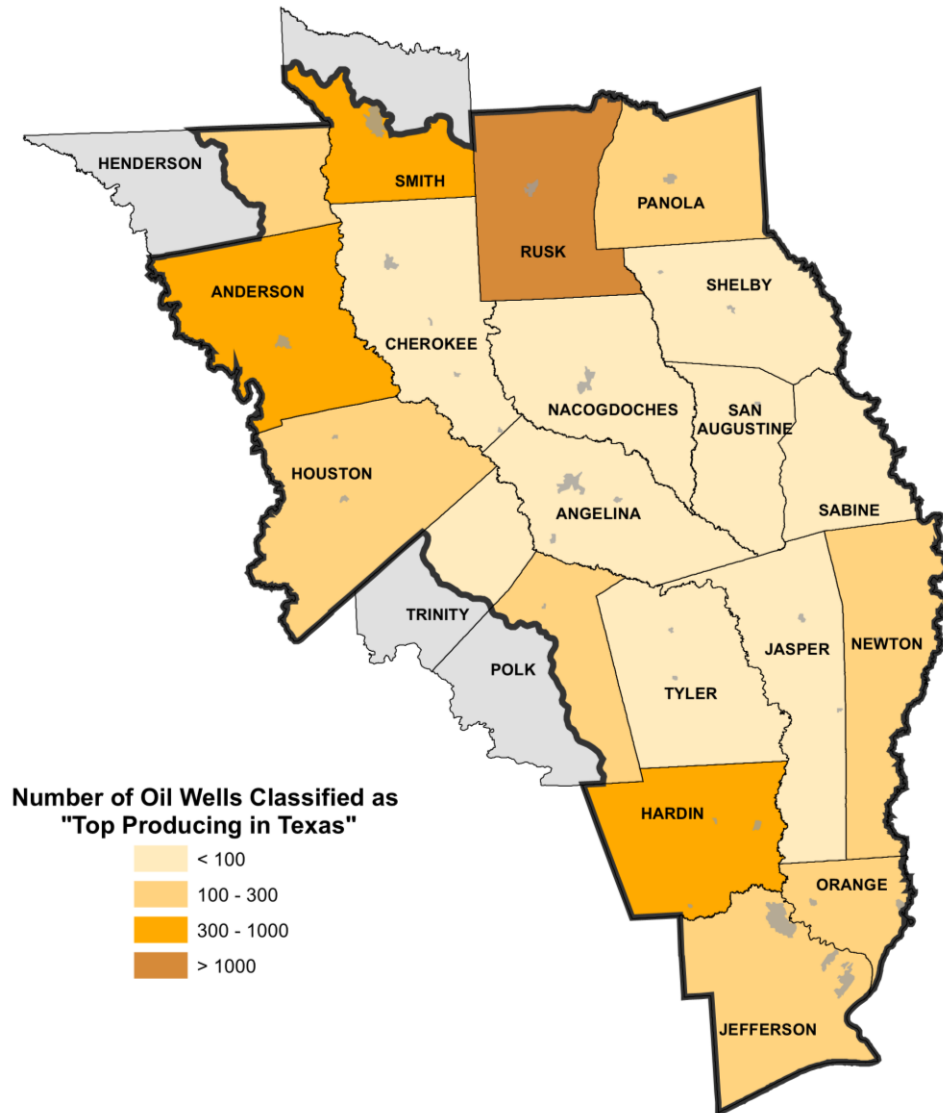 HENDERSON
SMITH
PANOLA
RUSK
SHELBY
ANDERSON
CHEROKEE
NACOGDOCHES
SAN
AUGUSTINE
HOUSTON
SABINE
ANGELINA
TRINITY
JASPER
NEWTON
POLK
TYLER
Number of Oil Wells Classified as
"Top Producing in Texas"
< 100
100 - 300
300 - 1000
> 1000
HARDIN
ORANGE
JEFFERSON